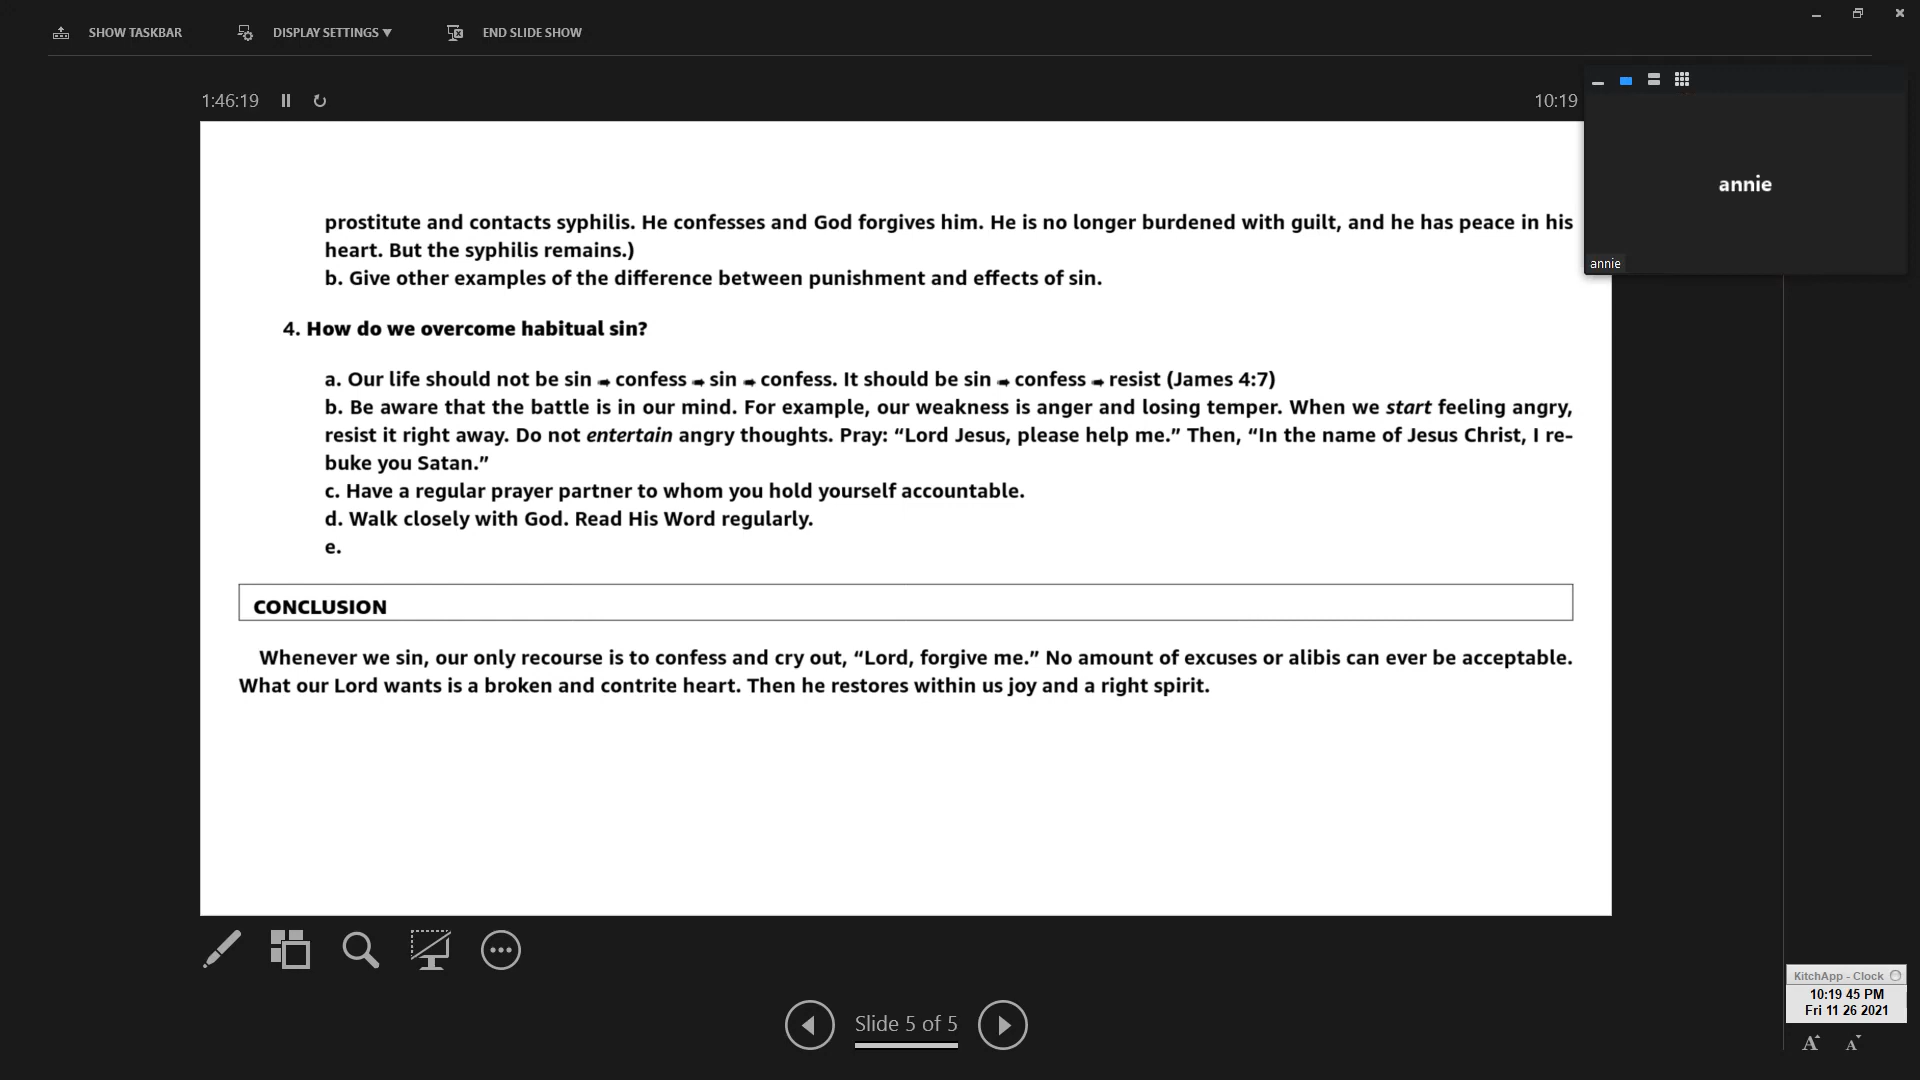 SHOW TASKBAR
DISPLAY SETTINGS ▼
END SLIDE SHOW
1:46:19
10:19
annie
annie
prostitute and contacts syphilis. He confesses and God forgives him. He is no longer burdened with guilt, and he has peace in his
heart. But the syphilis remains.)
b. Give other examples of the difference between punishment and effects of sin.
4. How do we overcome habitual sin?
a. Our life should not be sin ➡ confess ➡ sin ➡ confess. It should be sin ➡ confess ➡ resist (James 4:7)
b. Be aware that the battle is in our mind. For example, our weakness is anger and losing temper. When we start feeling angry,
resist it right away. Do not entertain angry thoughts. Pray: “Lord Jesus, please help me.” Then, “In the name of Jesus Christ, I re-
buke you Satan.”
c. Have a regular prayer partner to whom you hold yourself accountable.
d. Walk closely with God. Read His Word regularly.
e.
CONCLUSION
Whenever we sin, our only recourse is to confess and cry out, “Lord, forgive me.” No amount of excuses or alibis can ever be acceptable.
What our Lord wants is a broken and contrite heart. Then he restores within us joy and a right spirit.
Slide 5 of 5
KitchApp - Clock
10:19 45 PM
Fri 11 26 2021
A A